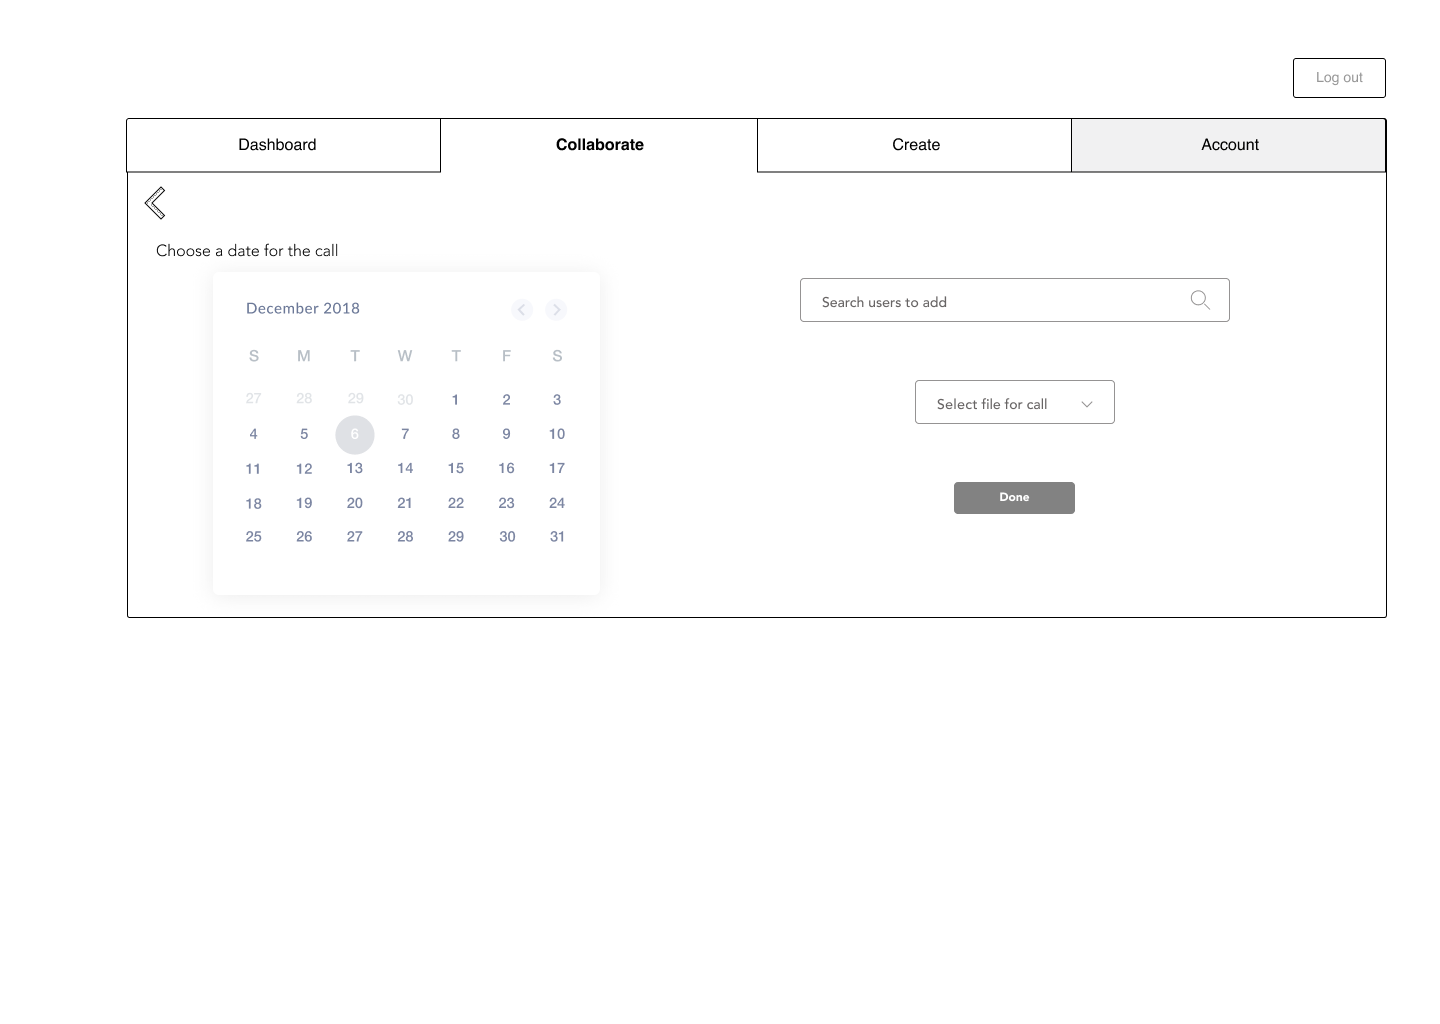 Log out
Dashboard Collaborate Create Account
Choose a date for the call
December 2018
S M T W T F S
27 28 29 30 1 2 3
4 5 6 7 8 9 10
11 12 13 14 15 16 17
18 19 20 21 22 23 24
25 26 27 28 29 30 31
Search users to add
Select file for call
Done